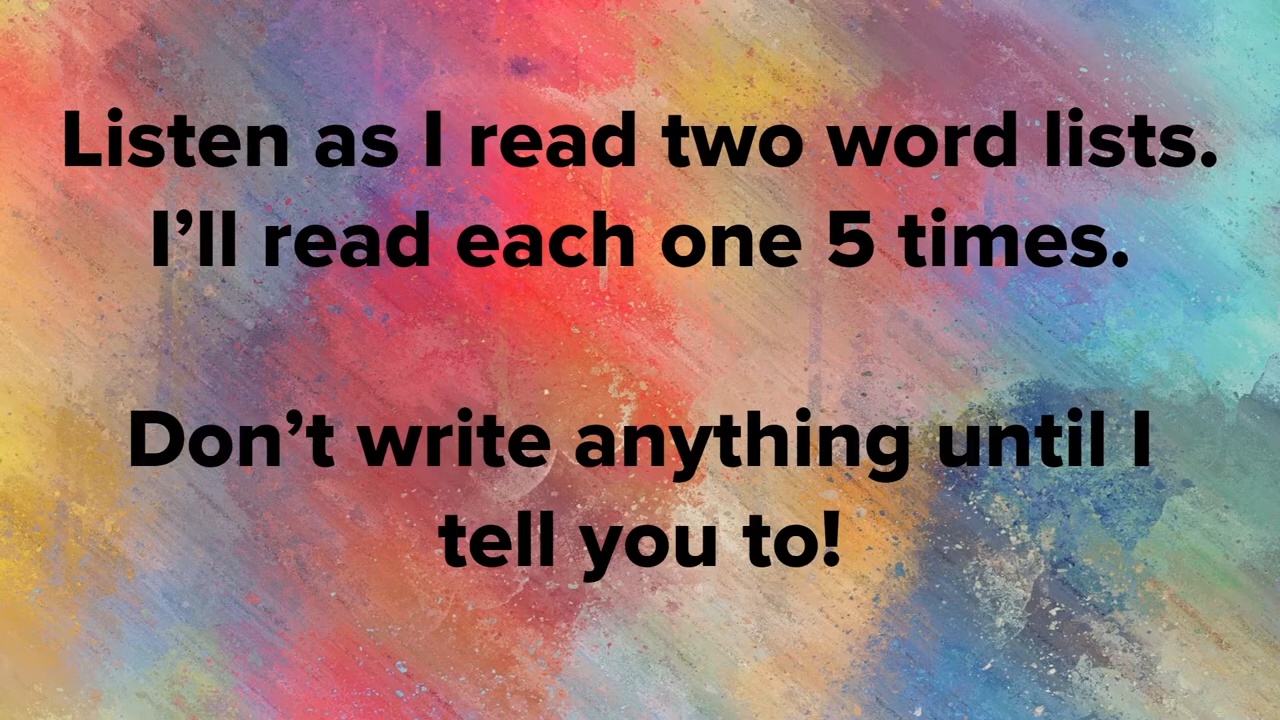 Listen as I read two word lists.
I’ll read each one 5 times.
Don’t write anything until I
tell you to!